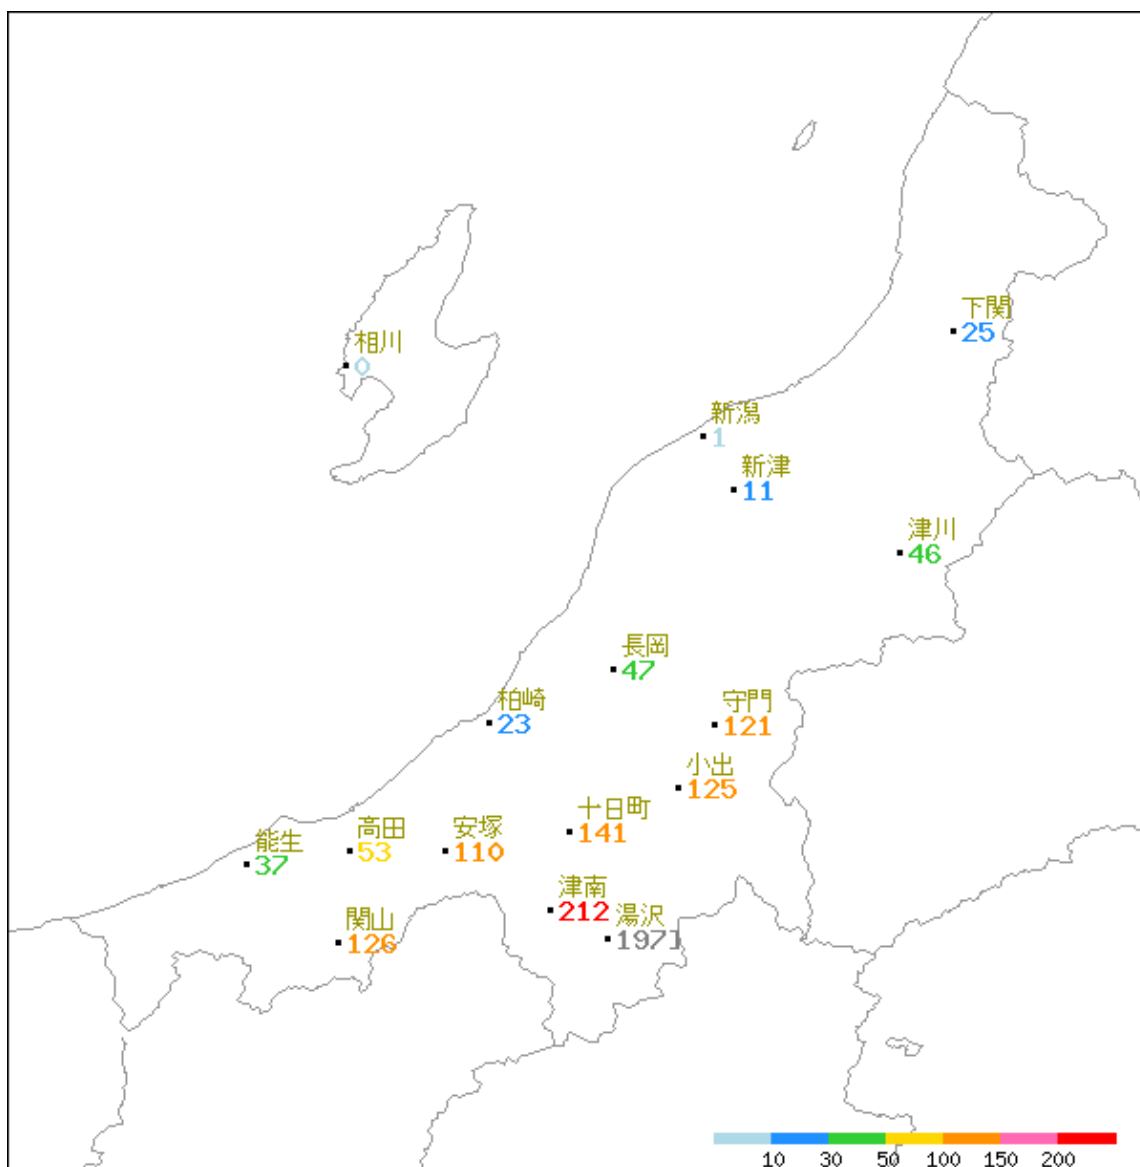 下関
25
相川
0
新潟
1
新津
11
津川
46
長岡
47
柏崎
23
守門
121
小出
125
十日町
141
高田
53
安塚
110
能生
37
津南
212
湯沢
197]
関山
126
10 30 50 100 150 200